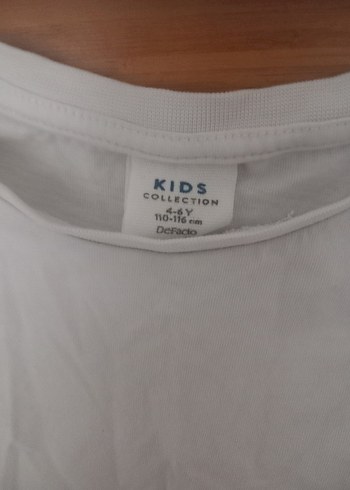 KIDS
COLLECTION
4-6 Y
110-116 cm
DeFacto